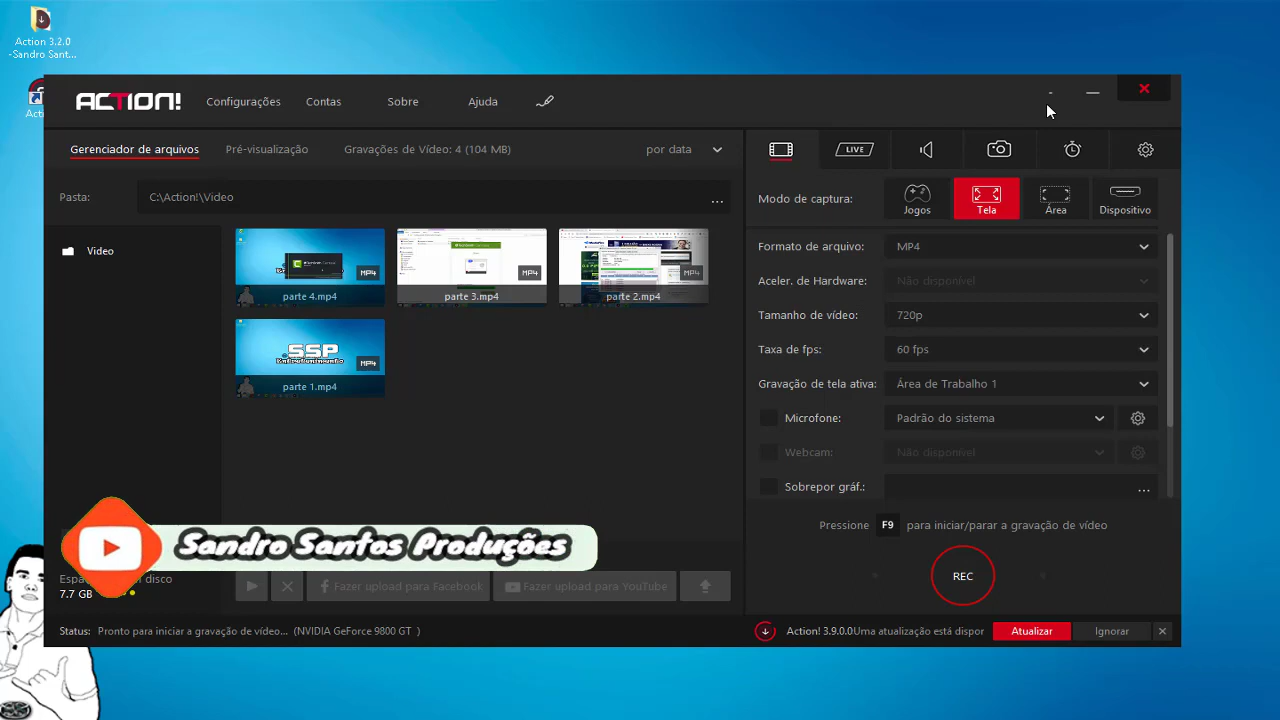 Action 3.2.0
-Sandro Sant...
Acti
ACTION!
Configurações
Contas
Sobre
Ajuda
Gerenciador de arquivos
Pré-visualização
Gravações de Vídeo: 4 (104 MB)
por data
LIVE
Pasta:
C:\Action!\Video
...
Modo de captura:
Jogos
Tela
Área
Dispositivo
Video
MP4
parte 4.mp4
MP4
parte 3.mp4
MP4
parte 2.mp4
SSP
Entretenimento
MP4
parte 1.mp4
Formato de arquivo:
MP4
Aceler. de Hardware:
Não disponível
Tamanho de vídeo:
720p
Taxa de fps:
60 fps
Gravação de tela ativa:
Área de Trabalho 1
Microfone:
Padrão do sistema
Webcam:
Não disponível
Sobrepor gráf.:
...
Pressione F9 para iniciar/parar a gravação de vídeo
REC
Sandro Santos Produções
disco
7.7 GB
Fazer upload para Facebook
Fazer upload para YouTube
Status:
Pronto para iniciar a gravação de vídeo... (NVIDIA GeForce 9800 GT )
Action! 3.9.0.0Uma atualização está dispor
Atualizar
Ignorar